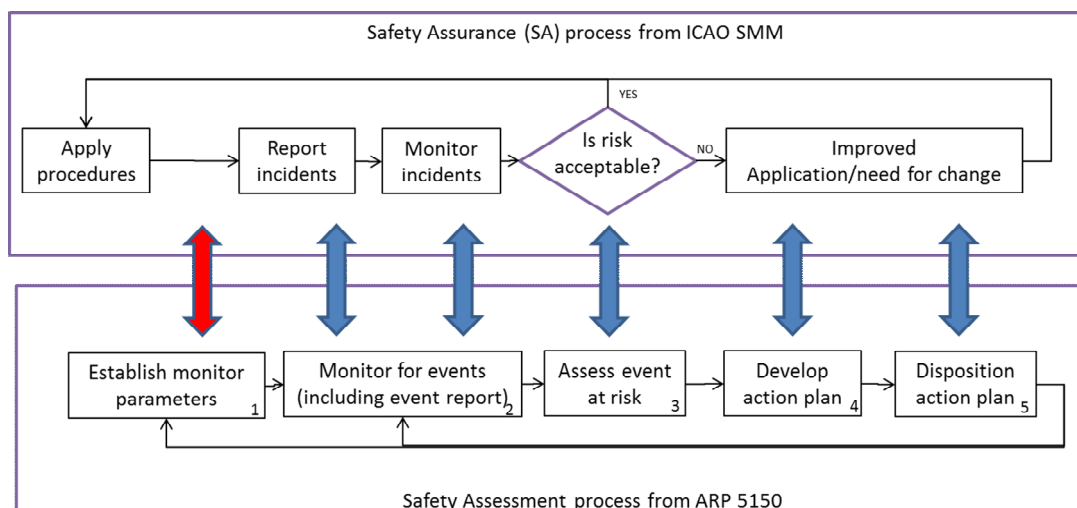 Safety Assurance (SA) process from ICAO SMM
YES
Apply
procedures
Report
incidents
Monitor
incidents
Is risk
acceptable?
NO
Improved
Application/need for change
Establish monitor
parameters
1
Monitor for events
(including event report)
2
Assess event
at risk
3
Develop
action plan
4
Disposition
action plan
5
Safety Assessment process from ARP 5150